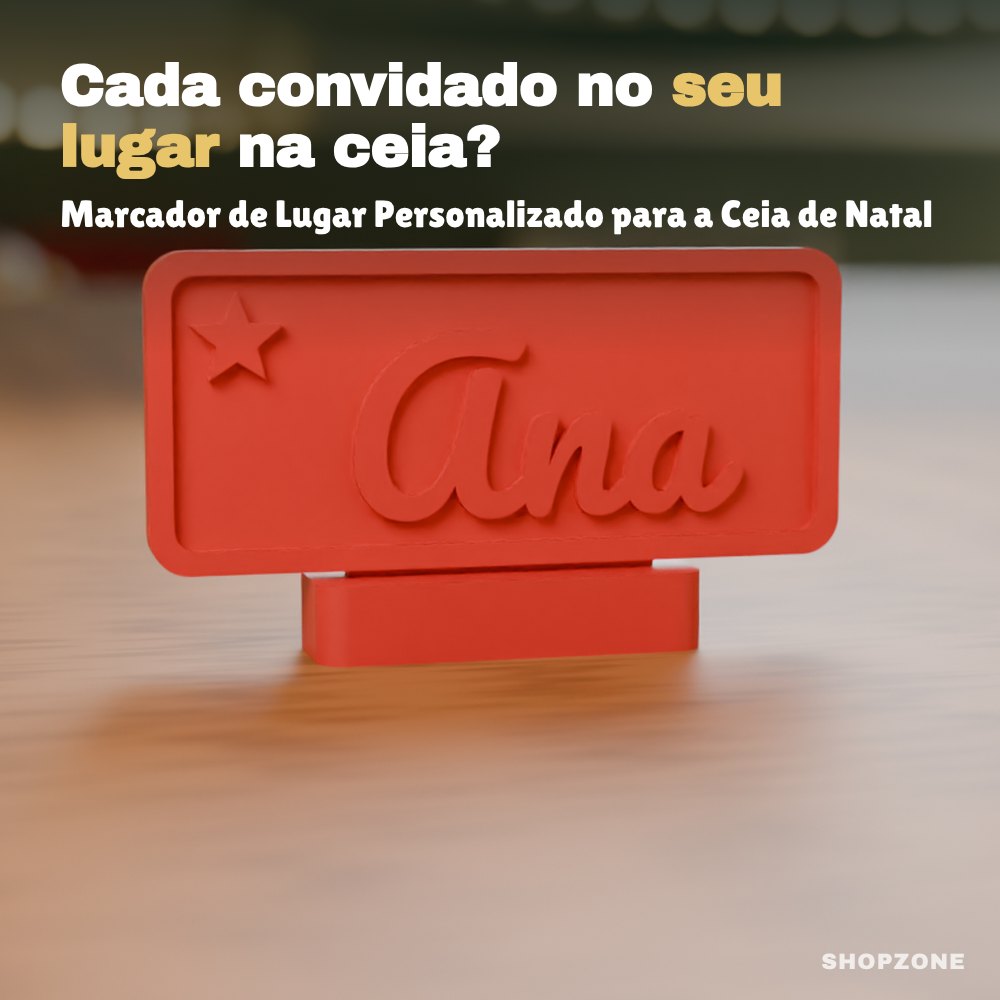 Cada convidado no seu
lugar na ceia?
Marcador de Lugar Personalizado para a Ceia de Natal
Ana
SHOPZONE